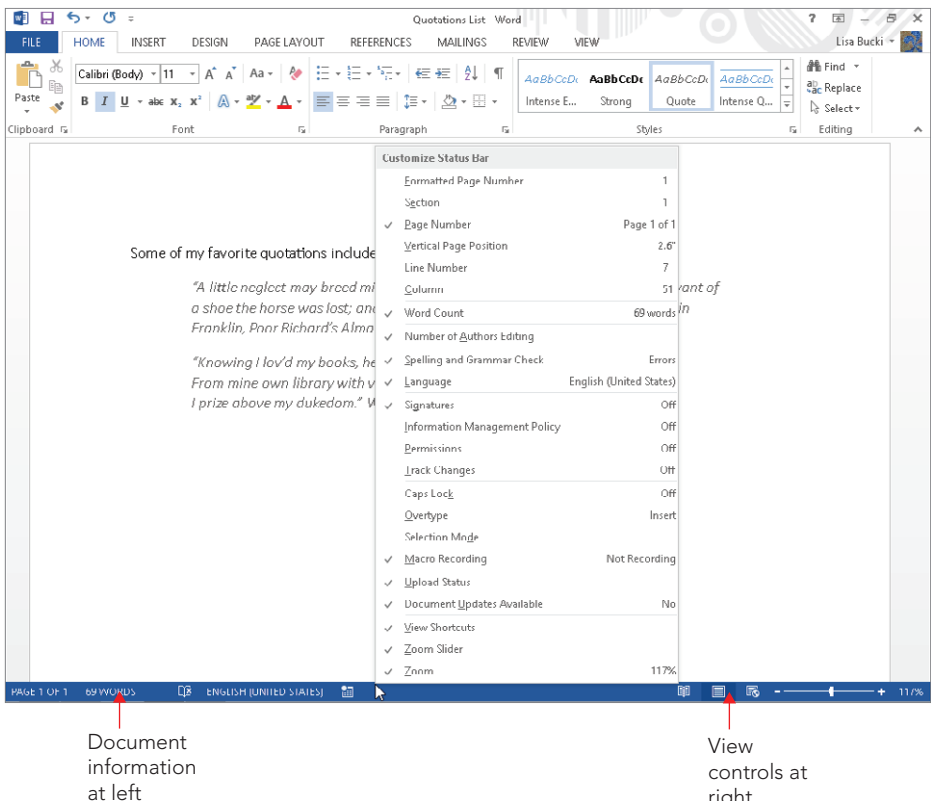 Quotations List Word
?
FILE HOME INSERT DESIGN PAGE LAYOUT REFERENCES MAILINGS REVIEW VIEW Lisa Bucki
Paste
Calibri (Body) 11 A A Aa
B I U abc X₂ X² A A
AaBbCcDc AaBbCcDc AaBbCcDc AaBbCcDc
Intense E... Strong Quote Intense Q...
Find
Replace
Select
Clipboard Font Paragraph Styles Editing
Some of my favorite quotations include
"A little neglect may breed
a shoe the horse was lost; and
Franklin, Poor Richard's
"Knowing I lov'd my books, he
From mine own library with
I prize above my dukedom."
of
in
Customize Status Bar
Formatted Page Number 1
Section 1
✓ Page Number Page 1 of 1
Vertical Page Position 2.6"
Line Number 7
Column 51
✓ Word Count 69 words
✓ Number of Authors Editing
✓ Spelling and Grammar Check Errors
✓ Language English (United States)
✓ Signatures Off
Information Management Policy Off
Permissions Off
Track Changes Off
Caps Lock Off
Overtype Insert
Selection Mode
✓ Macro Recording Not Recording
✓ Upload Status
✓ Document Updates Available No
✓ View Shortcuts
✓ Zoom Slider
✓ Zoom 117%
PAGE 1 OF 1 69 WORDS ENGLISH (UNITED STATES) - + 117%
Document
information
at left
View
controls at
right